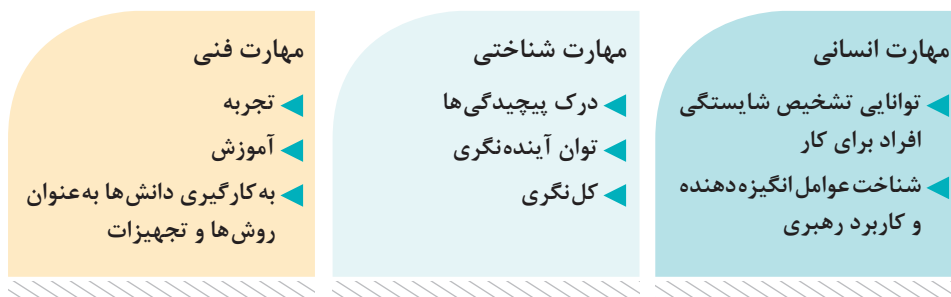 مهارت انسانی
توانایی تشخیص شایستگی
افراد برای کار
شناخت عوامل انگیزه‌دهنده
و کاربرد رهبری
مهارت شناختی
درک پیچیدگی‌ها
توان آینده‌نگری
کل‌نگری
مهارت فنی
تجربه
آموزش
به‌کارگیری دانش‌ها به‌عنوان
روش‌ها و تجهیزات